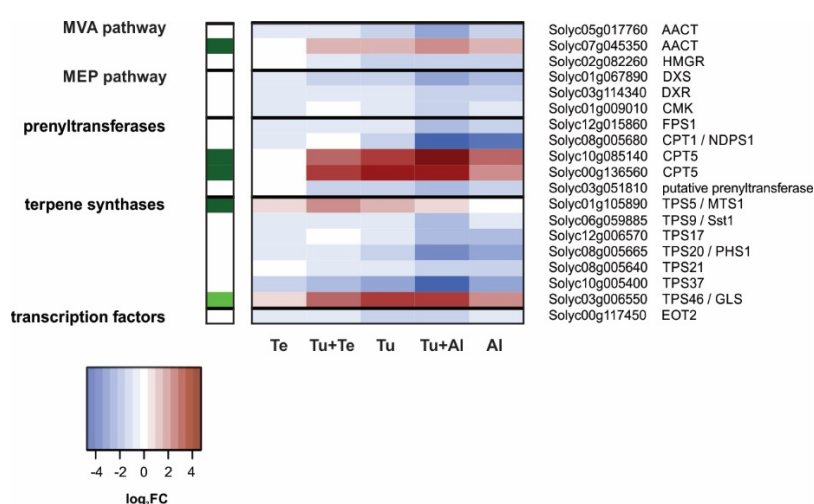 MVA pathway
Solyc05g017760 AACT
Solyc07g045350 AACT
Solyc02g082260 HMGR
MEP pathway
Solyc01g067890 DXS
Solyc03g114340 DXR
Solyc01g009010 CMK
prenyltransferases
Solyc12g015860 FPS1
Solyc08g005680 CPT1 / NDPS1
Solyc10g085140 CPT5
Solyc00g136560 CPT5
Solyc03g051810 putative prenyltransferase
terpene synthases
Solyc01g105890 TPS5 / MTS1
Solyc06g059885 TPS9 / Sst1
Solyc12g006570 TPS17
Solyc08g005665 TPS20 / PHS1
Solyc08g005640 TPS21
Solyc10g005400 TPS37
Solyc03g006550 TPS46 / GLS
transcription factors
Solyc00g117450 EOT2
Te Tu+Te Tu Tu+Al Al
-4 -2 0 2 4
log₂FC